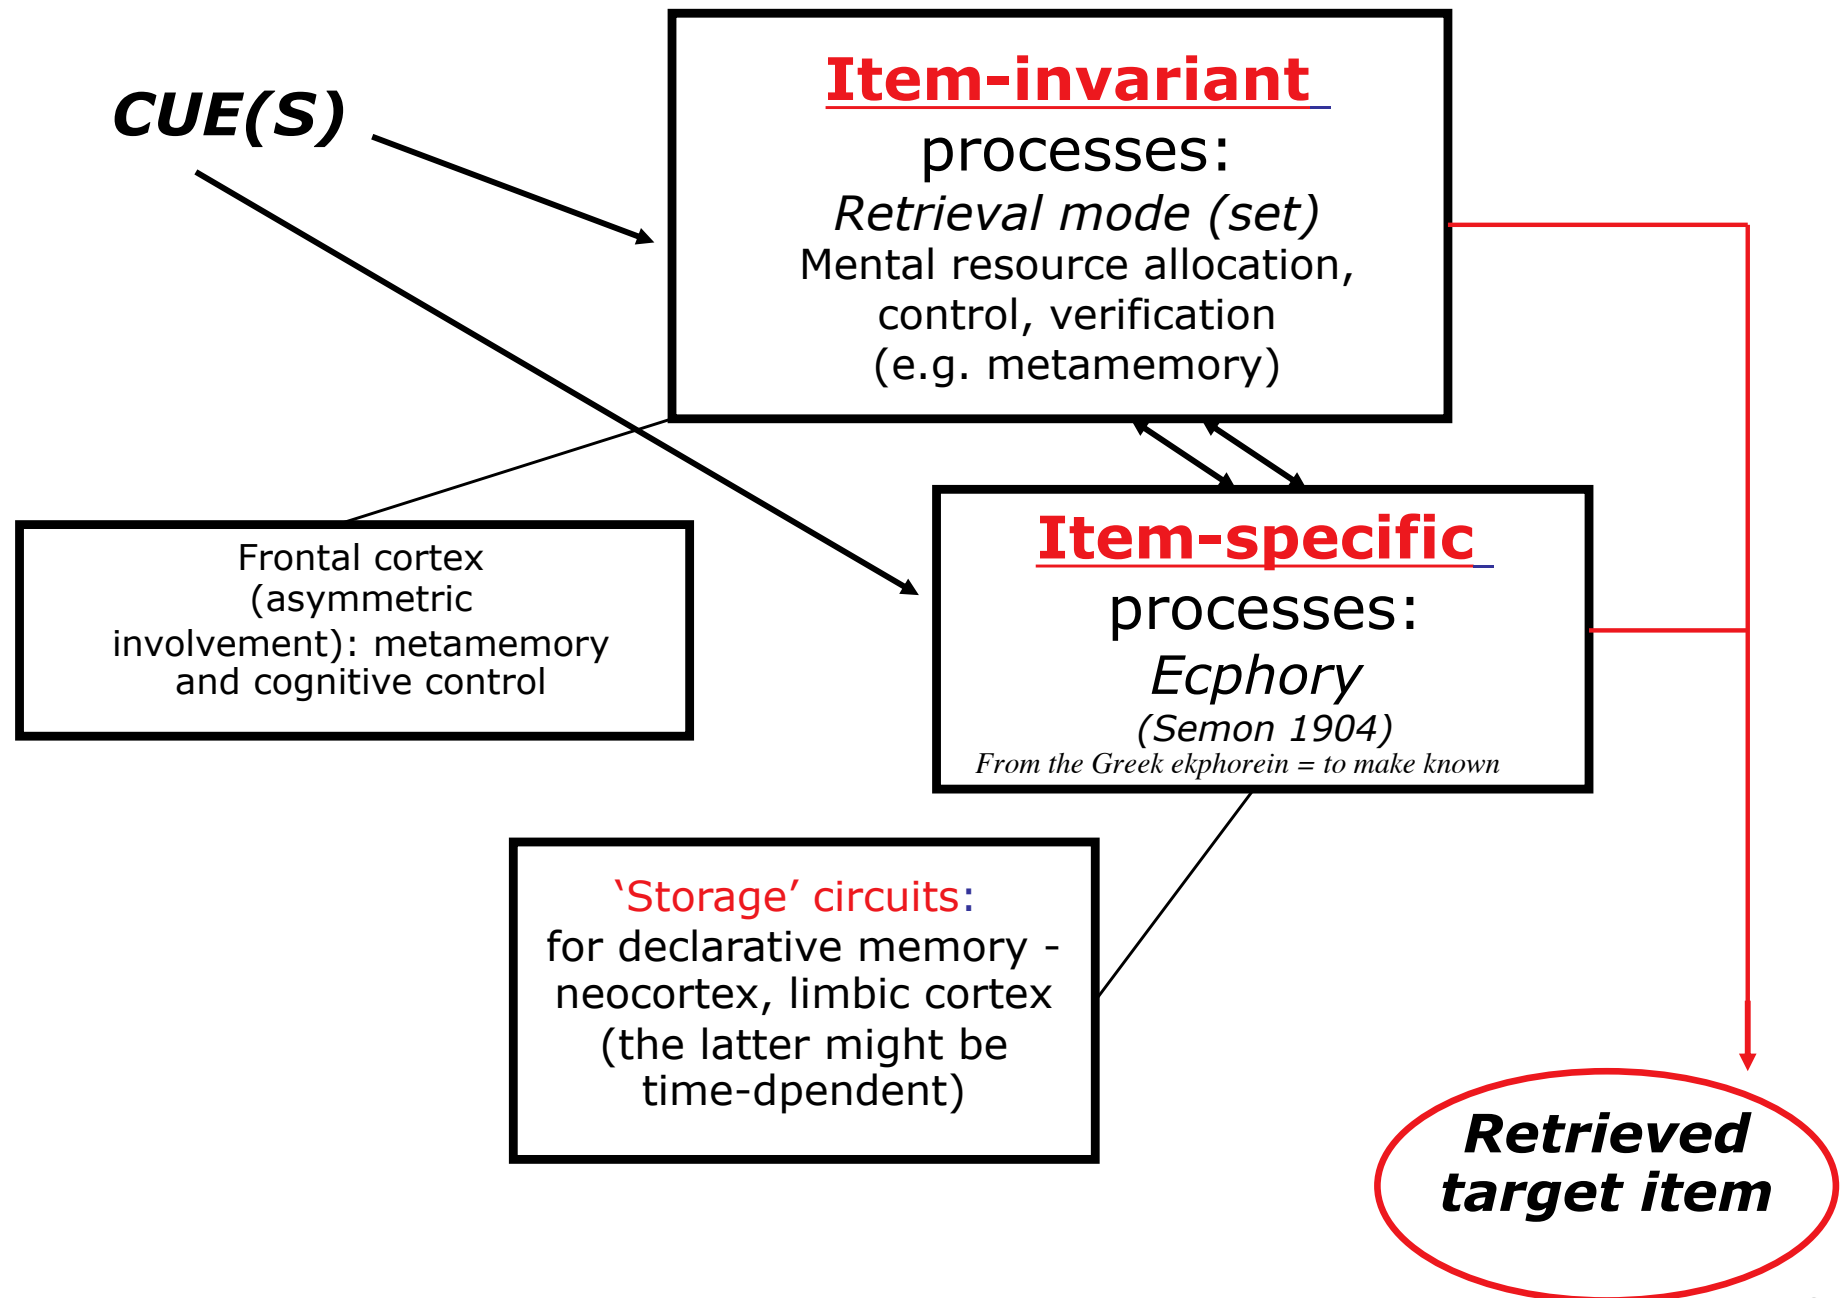 CUE(S)
Item-invariant
processes:
Retrieval mode (set)
Mental resource allocation,
control, verification
(e.g. metamemory)
Frontal cortex
(asymmetric
involvement): metamemory
and cognitive control
Item-specific
processes:
Ecphory
(Semon 1904)
From the Greek ekphorein = to make known
‘Storage’ circuits:
for declarative memory -
neocortex, limbic cortex
(the latter might be
time-dpendent)
Retrieved
target item